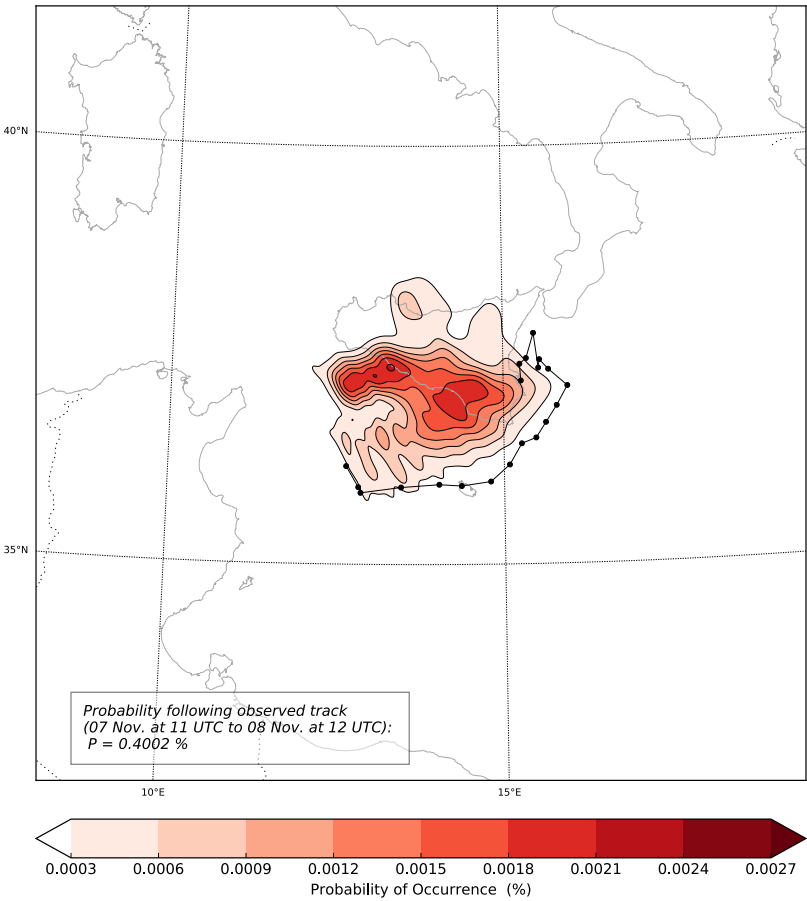 40°N
35°N
Probability following observed track
(07 Nov. at 11 UTC to 08 Nov. at 12 UTC):
P = 0.4002 %
10°E 15°E
0.0003 0.0006 0.0009 0.0012 0.0015 0.0018 0.0021 0.0024 0.0027
Probability of Occurrence (%)